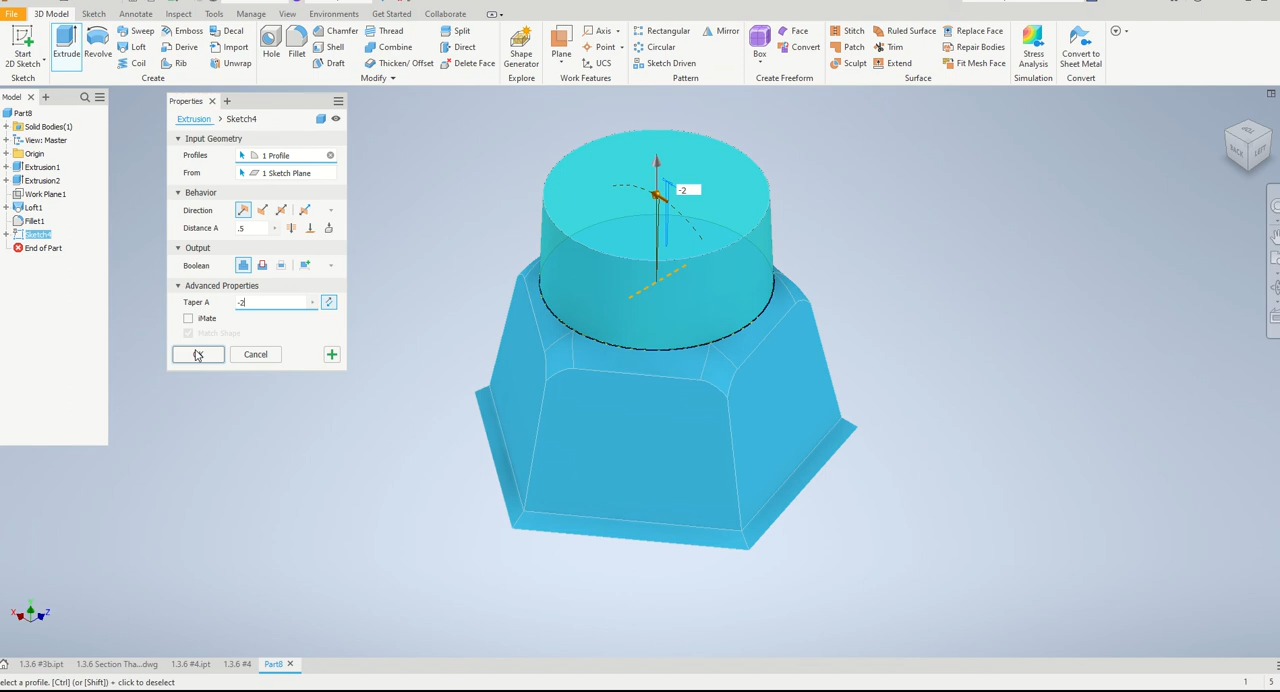 File 3D Model Sketch Annotate Inspect Tools Manage View Environments Get Started Collaborate
Start
2D Sketch
Extrude
Revolve
Sweep
Loft
Coil
Emboss
Derive
Rib
Decal
Import
Unwrap
Hole
Fillet
Chamfer
Shell
Draft
Thread
Combine
Thicken/ Offset
Split
Direct
Delete Face
Shape
Generator
Plane
Axis
Point
UCS
Rectangular
Circular
Sketch Driven
Mirror
Box
Face
Convert
Stitch
Patch
Sculpt
Ruled Surface
Trim
Extend
Replace Face
Repair Bodies
Fit Mesh Face
Stress
Analysis
Convert to
Sheet Metal
Sketch Create Modify Explore Work Features Pattern Create Freeform Surface Simulation Convert
Model
Part8
Solid Bodies(1)
View: Master
Origin
Extrusion1
Extrusion2
Work Plane1
Loft1
Fillet1
Sketch4
End of Part
Properties
Extrusion > Sketch4
Input Geometry
Profiles 1 Profile
From 1 Sketch Plane
Behavior
Direction
Distance A .5
Output
Boolean
Advanced Properties
Taper A -2
iMate
Match Shape
Cancel
-2
BACK LEFT
X Z
1.3.6 #3b.ipt 1.3.6 Section Tha...dwg 1.3.6 #4.ipt 1.3.6 #4 Part8
elect a profile. [Ctrl] (or [Shift]) + click to deselect
1 5